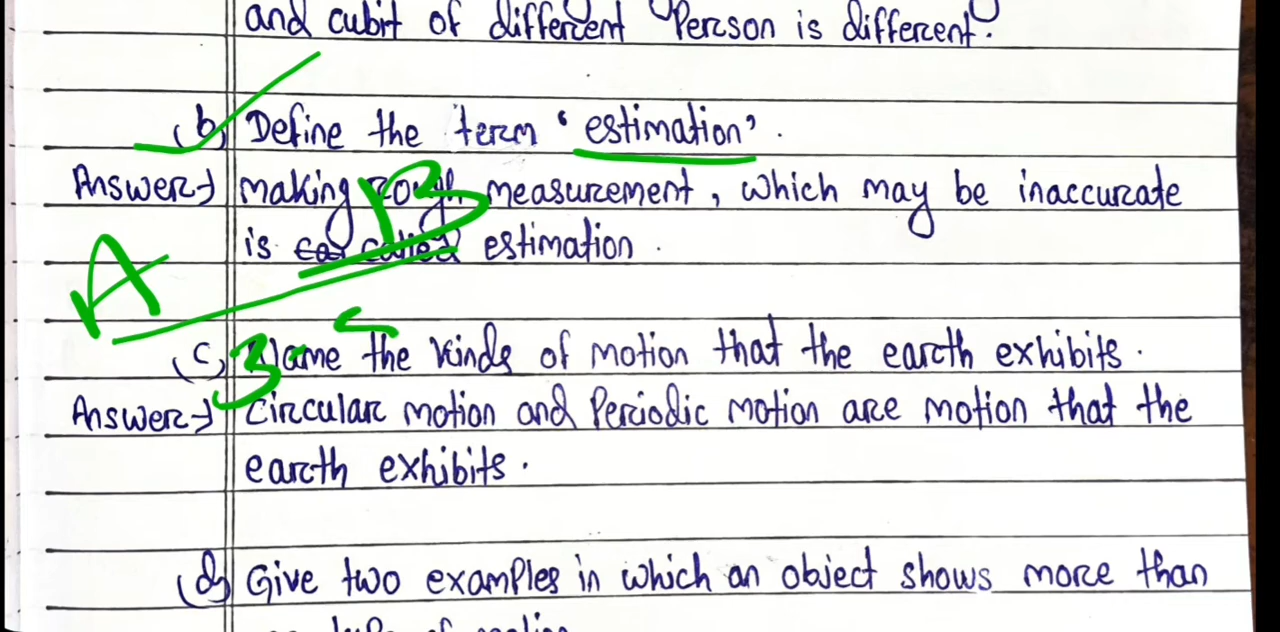 and cubit of different Person is different.
(b) Define the term 'estimation'.
Answer→ making rough measurement, which may be inaccurate
is called estimation.
(c) Name the kinds of motion that the earth exhibits.
Answer→ Circular motion and Periodic motion are motion that the
earth exhibits.
(d) Give two examples in which an object shows more than